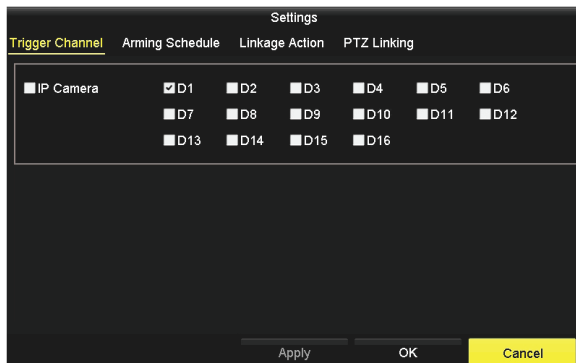 Settings
Trigger Channel Arming Schedule Linkage Action PTZ Linking
IP Camera D1 D2 D3 D4 D5 D6
D7 D8 D9 D10 D11 D12
D13 D14 D15 D16
Apply OK Cancel